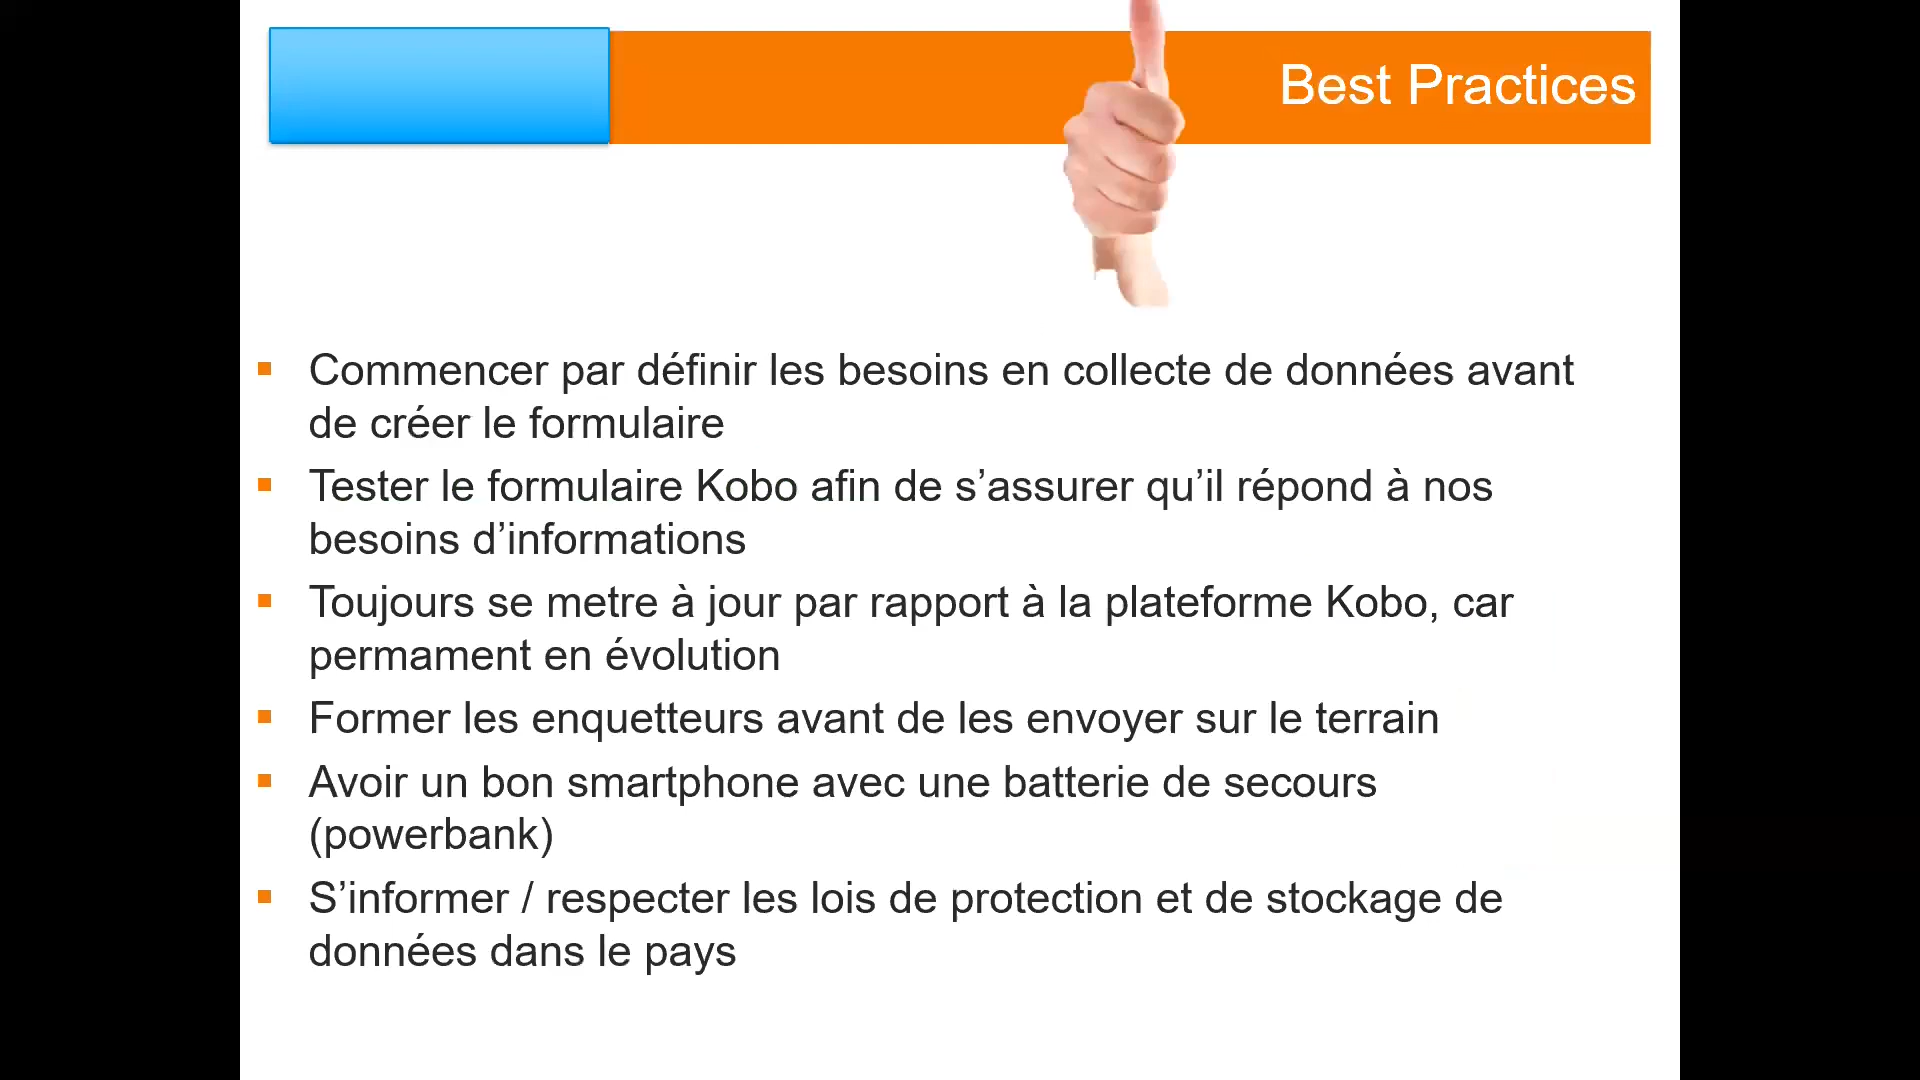 Best Practices
Commencer par définir les besoins en collecte de données avant
de créer le formulaire
Tester le formulaire Kobo afin de s’assurer qu’il répond à nos
besoins d’informations
Toujours se metre à jour par rapport à la plateforme Kobo, car
permament en évolution
Former les enquetteurs avant de les envoyer sur le terrain
Avoir un bon smartphone avec une batterie de secours
(powerbank)
S’informer / respecter les lois de protection et de stockage de
données dans le pays